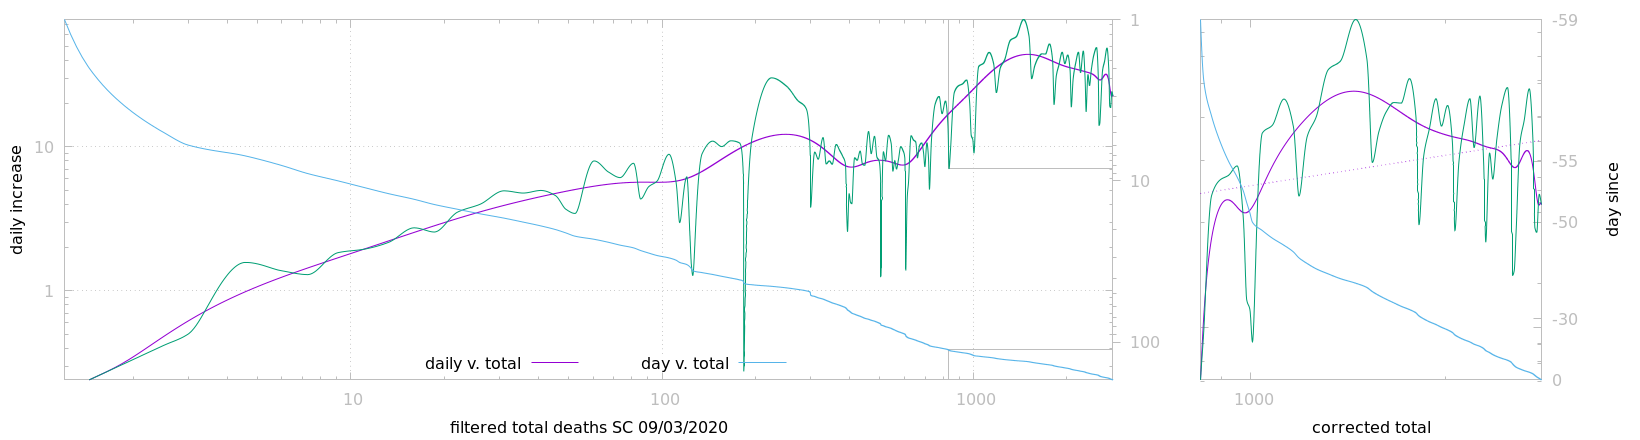 daily increase
10
1
daily v. total
day v. total
10
100
1000
1
10
100
filtered total deaths SC 09/03/2020
1000
corrected total
-59
-55
-50
-30
0
day since